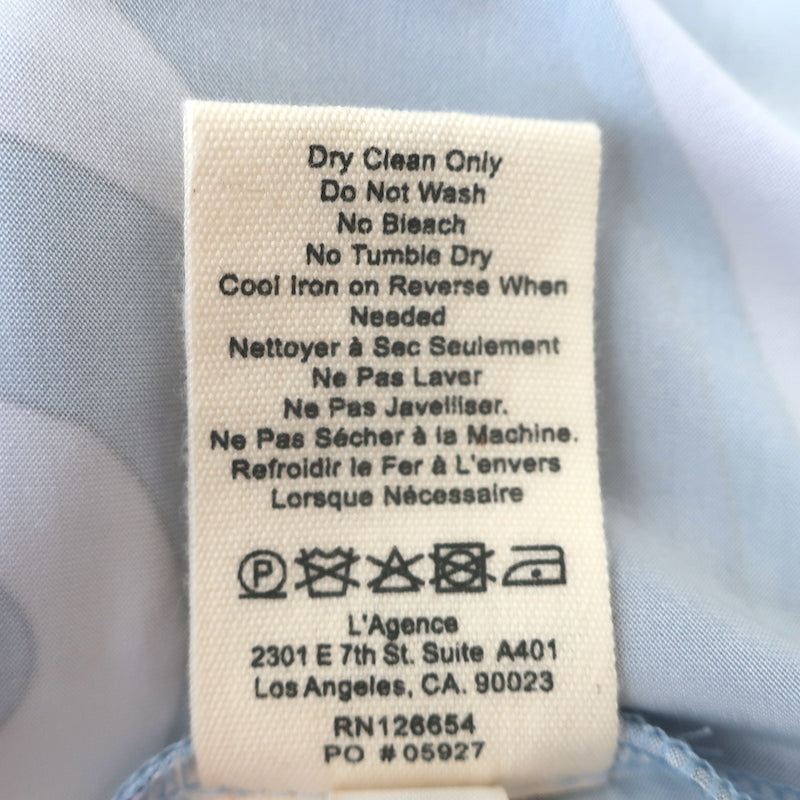 Dry Clean Only
Do Not Wash
No Bleach
No Tumble Dry
Cool Iron on Reverse When
Needed
Nettoyer à Sec Seulement
Ne Pas Laver
Ne Pas Javelliser.
Ne Pas Sécher à la Machine.
Refroidir le Fer à L'envers
Lorsque Nécessaire
P
L'Agence
2301 E 7th St. Suite A401
Los Angeles, CA. 90023
RN126654
PO # 05927